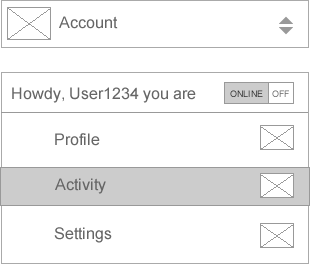 Account
Howdy, User1234 you are ONLINE OFF
Profile
Activity
Settings